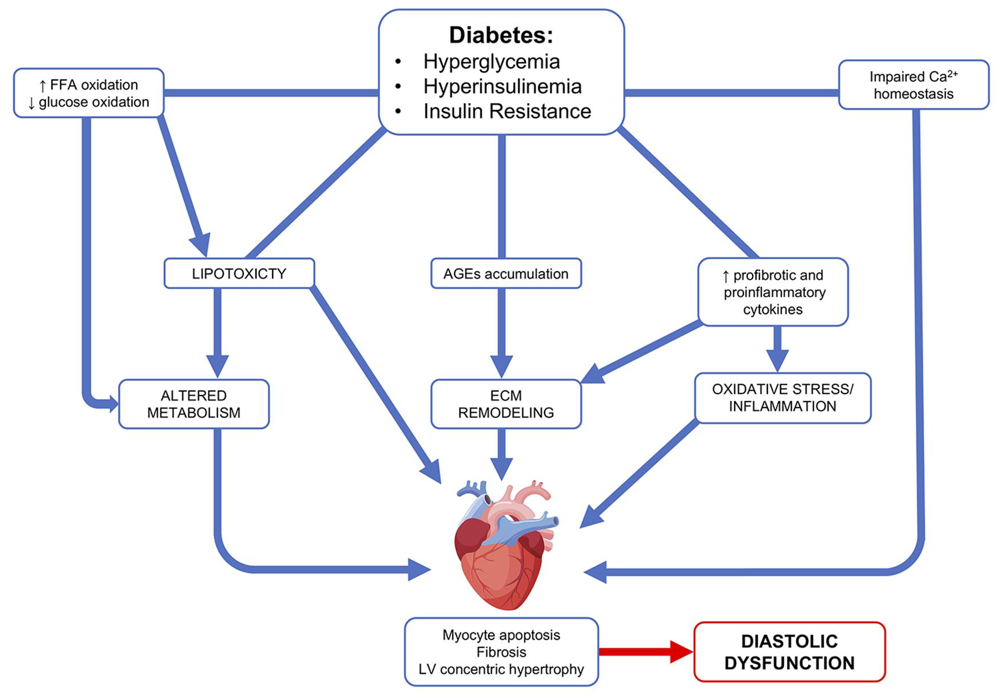 Diabetes:
• Hyperglycemia
• Hyperinsulinemia
• Insulin Resistance
↑ FFA oxidation
↓ glucose oxidation
Impaired Ca²⁺
homeostasis
LIPOTOXICTY
AGEs accumulation
↑ profibrotic and
proinflammatory
cytokines
ALTERED
METABOLISM
ECM
REMODELING
OXIDATIVE STRESS/
INFLAMMATION
Myocyte apoptosis
Fibrosis
LV concentric hypertrophy
DIASTOLIC
DYSFUNCTION